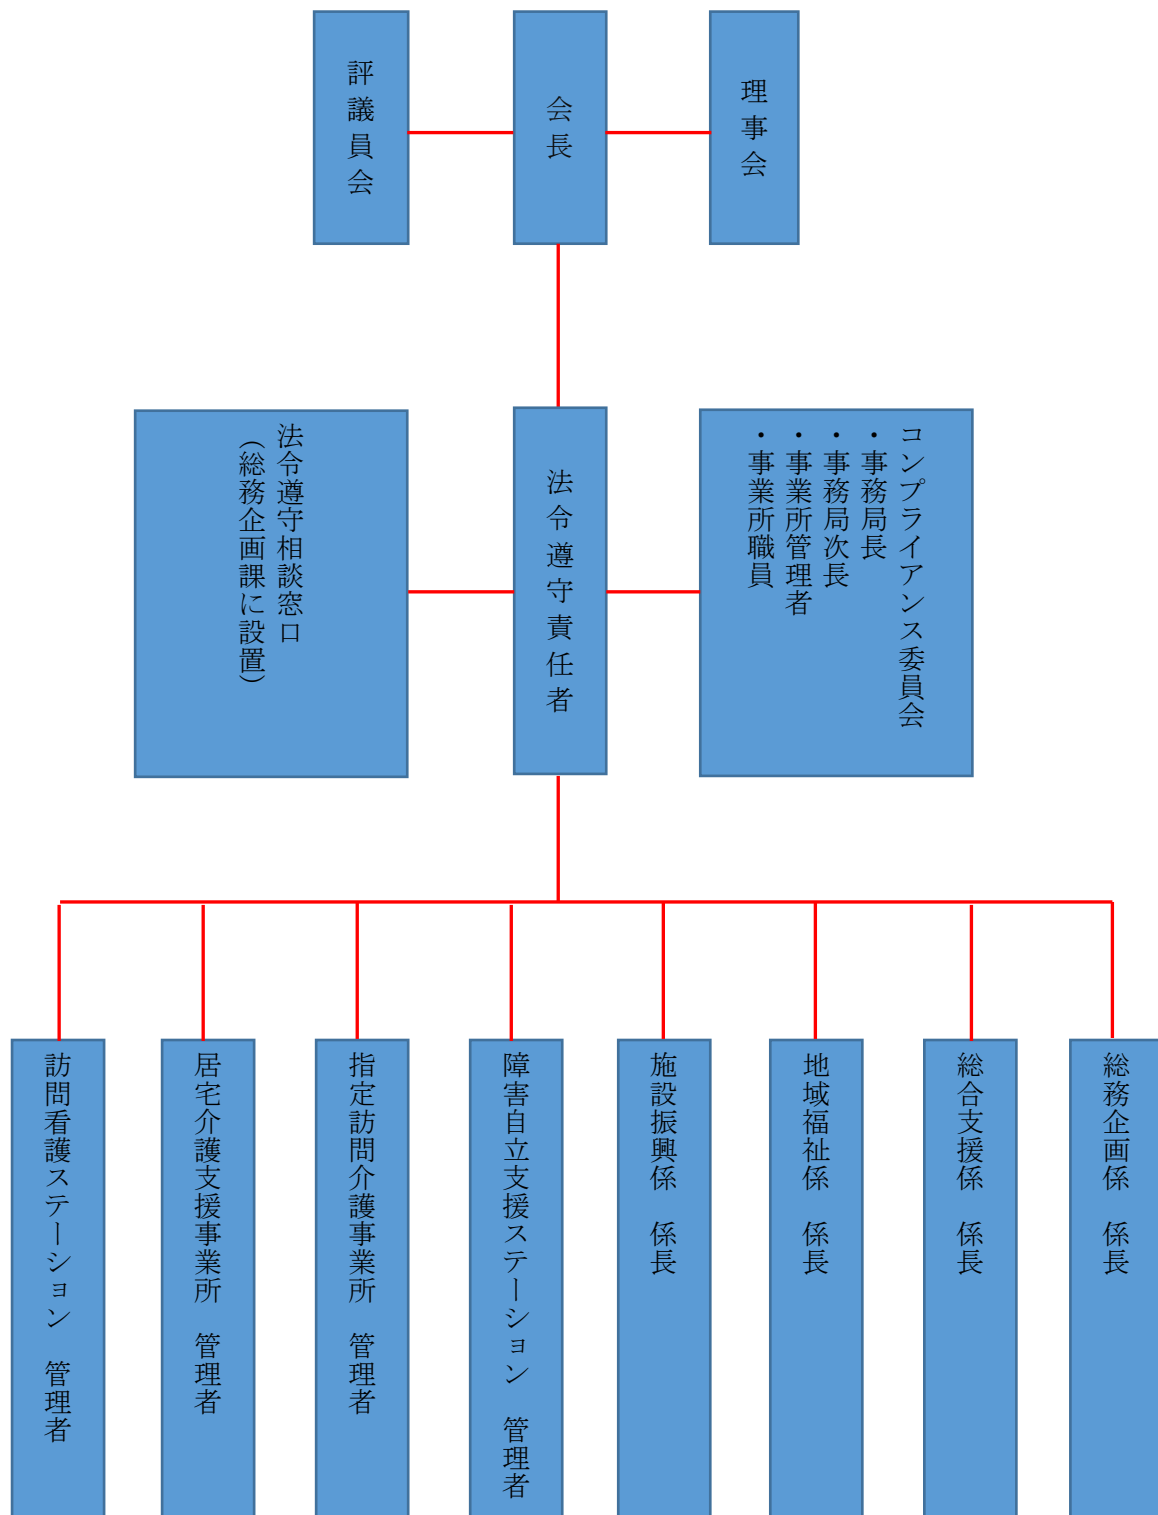 理事会
会長
評議員会
コンプライアンス委員会
・事務局長
・事務局次長
・事業所管理者
・事業所職員
法令遵守責任者
法令遵守相談窓口
（総務企画課に設置）
総務企画係　係長
総合支援係　係長
地域福祉係　係長
施設振興係　係長
障害自立支援ステーション　管理者
指定訪問介護事業所　管理者
居宅介護支援事業所　管理者
訪問看護ステーション　管理者